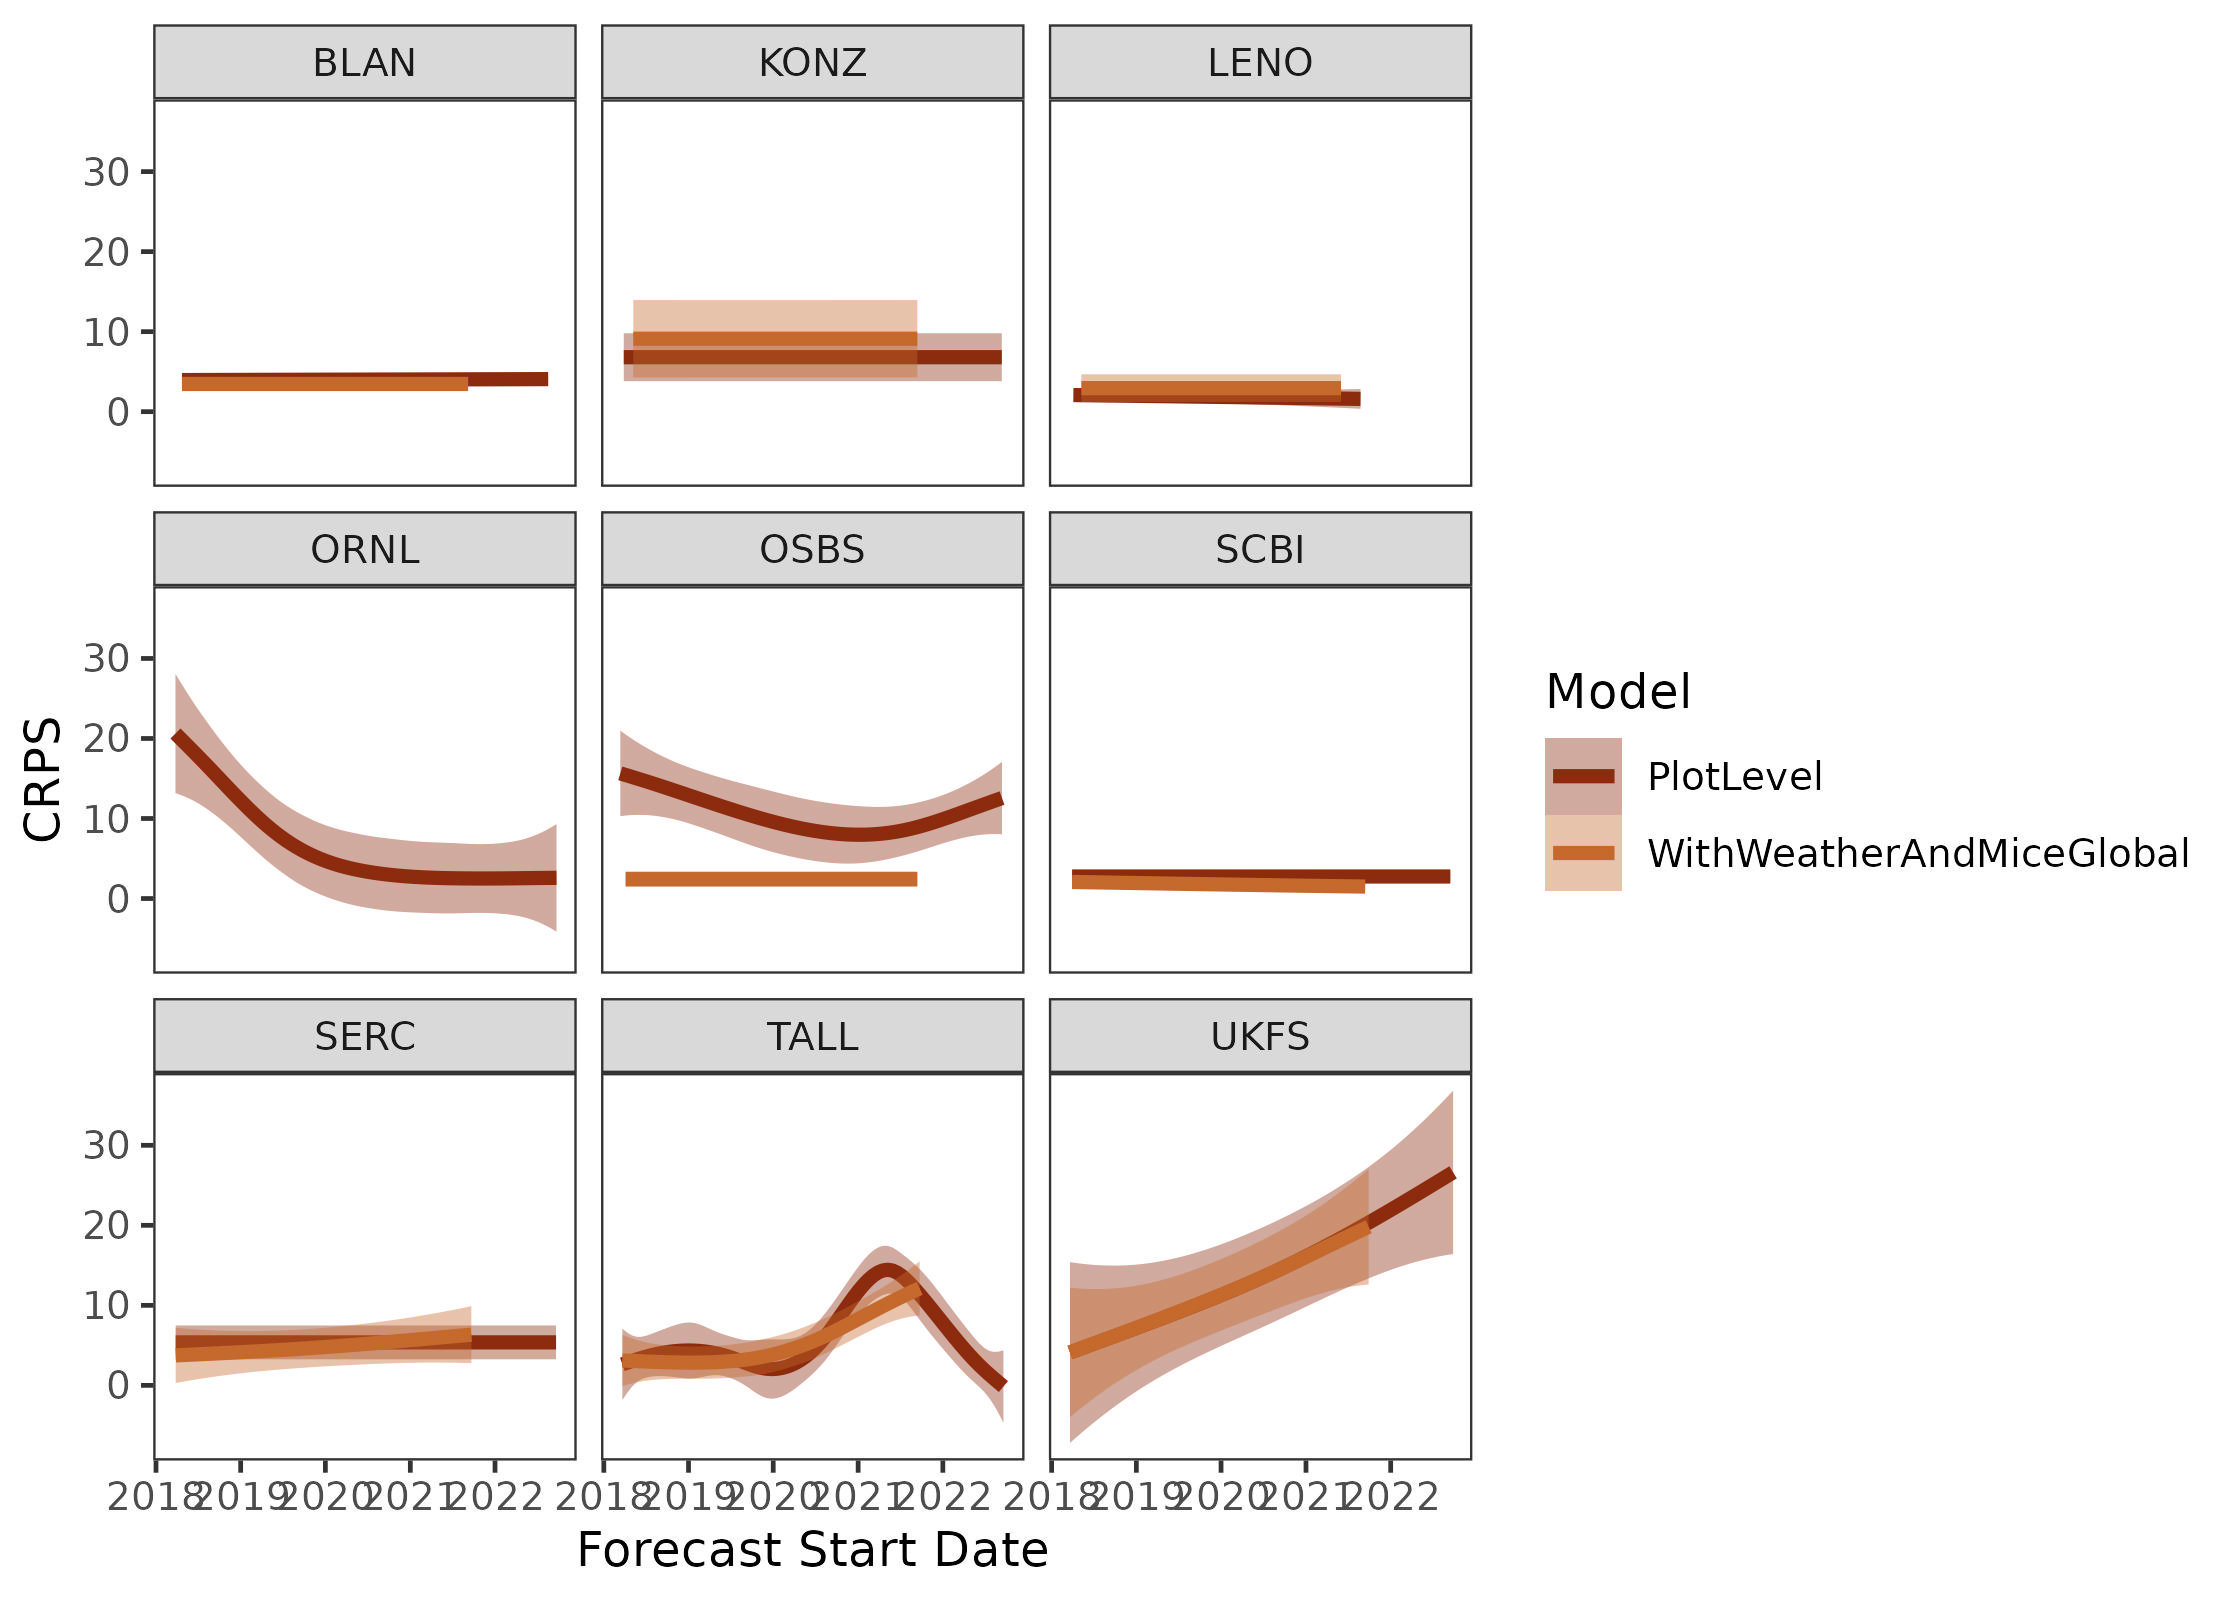 BLAN KONZ LENO
30
20
10
0
ORNL OSBS SCBI
30
20
10
0
CRPS
Model
PlotLevel
WithWeatherAndMiceGlobal
SERC TALL UKFS
30
20
10
0
2018 2019 2020 2021 2022 2018 2019 2020 2021 2022 2018 2019 2020 2021 2022
Forecast Start Date